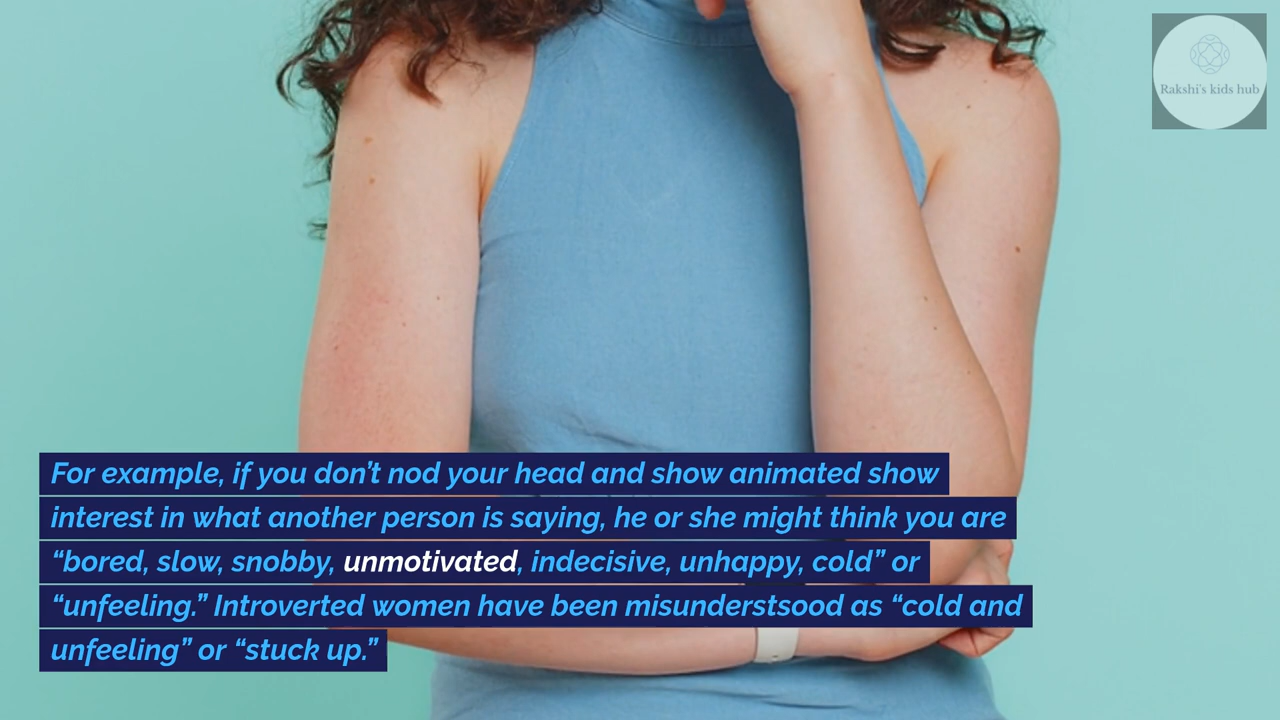 Rakshi's kids hub
For example, if you don’t nod your head and show animated show
interest in what another person is saying, he or she might think you are
“bored, slow, snobby, unmotivated, indecisive, unhappy, cold” or
“unfeeling.” Introverted women have been misunderstsood as “cold and
unfeeling” or “stuck up.”